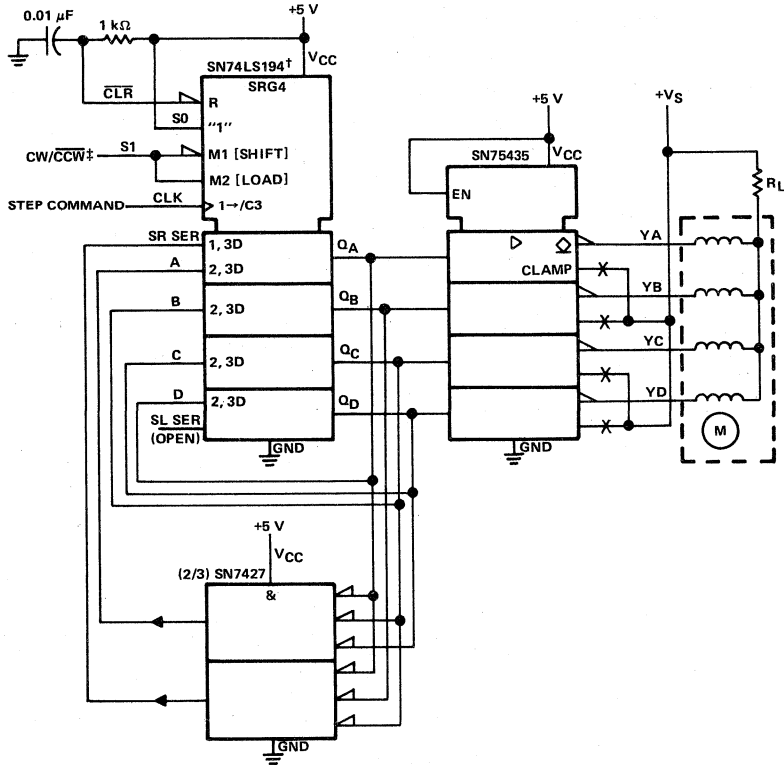 0.01 µF
1 kΩ
+5 V
VCC
SN74LS194†
SRG4
CLR
R
S0
"1"
CW/CCW‡
S1
M1 [SHIFT]
M2 [LOAD]
STEP COMMAND
CLK
1→/C3
SR SER
1, 3D
A
2, 3D
QA
B
2, 3D
QB
C
2, 3D
QC
D
2, 3D
QD
SL SER
(OPEN)
GND
+5 V
VCC
SN75435
EN
CLAMP
GND
+VS
RL
YA
YB
YC
YD
M
+5 V
VCC
(2/3) SN7427
&
GND